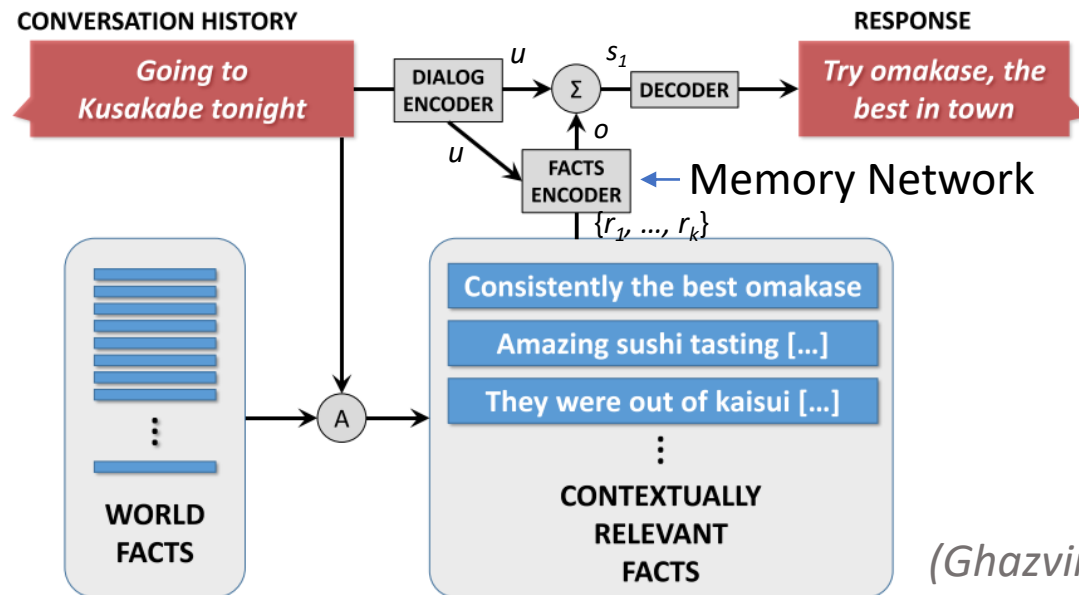 CONVERSATION HISTORY
RESPONSE
Going to
Kusakabe tonight
DIALOG
ENCODER
u
Σ
s1
DECODER
Try omakase, the
best in town
u
o
FACTS
ENCODER
Memory Network
{r1, ..., rk}
Consistently the best omakase
Amazing sushi tasting […]
They were out of kaisui […]
⋮
A
⋮
WORLD
FACTS
CONTEXTUALLY
RELEVANT
FACTS